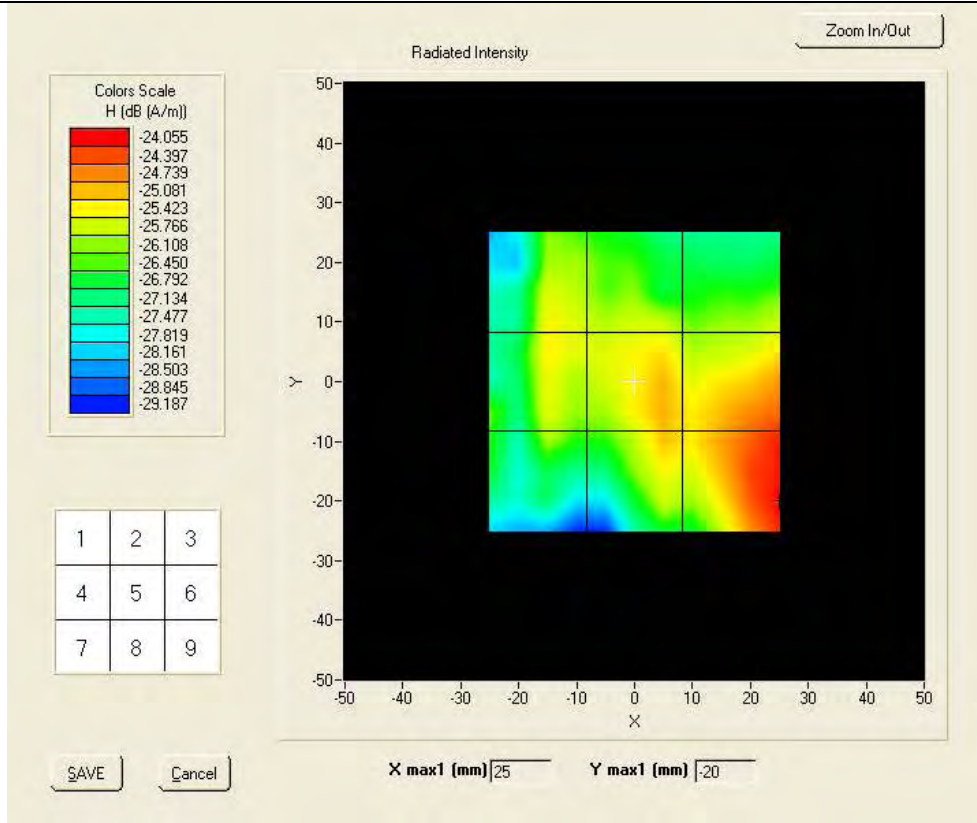 Zoom In/Out
Radiated Intensity
Colors Scale
H (dB (A/m))
-24.055
-24.397
-24.739
-25.081
-25.423
-25.766
-26.108
-26.450
-26.792
-27.134
-27.477
-27.819
-28.161
-28.503
-28.845
-29.187
50
40
30
20
10
0
-10
-20
-30
-40
-50
Y
-50 -40 -30 -20 -10 0 10 20 30 40 50
X
1 2 3
4 5 6
7 8 9
SAVE Cancel
X max1 (mm) 25 Y max1 (mm) -20